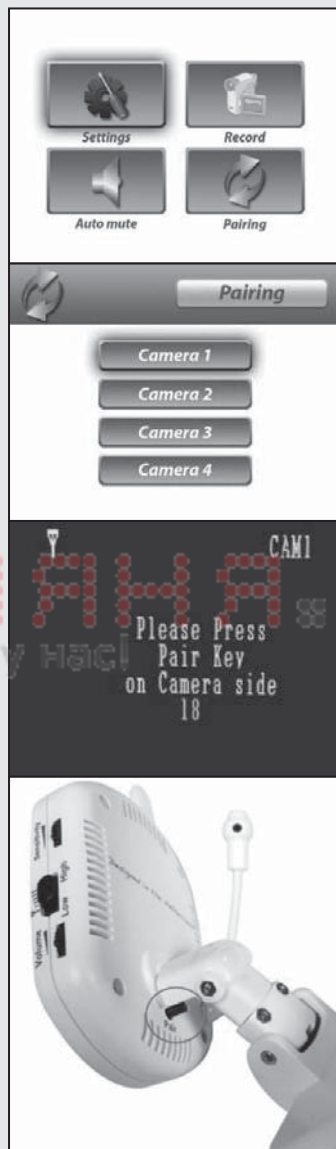 Settings
Record
Auto mute
Pairing
Pairing
Camera 1
Camera 2
Camera 3
Camera 4
CAM1
Please Press
Pair Key
on Camera side
18
Volume
Sensitivity
Low
High
Pair